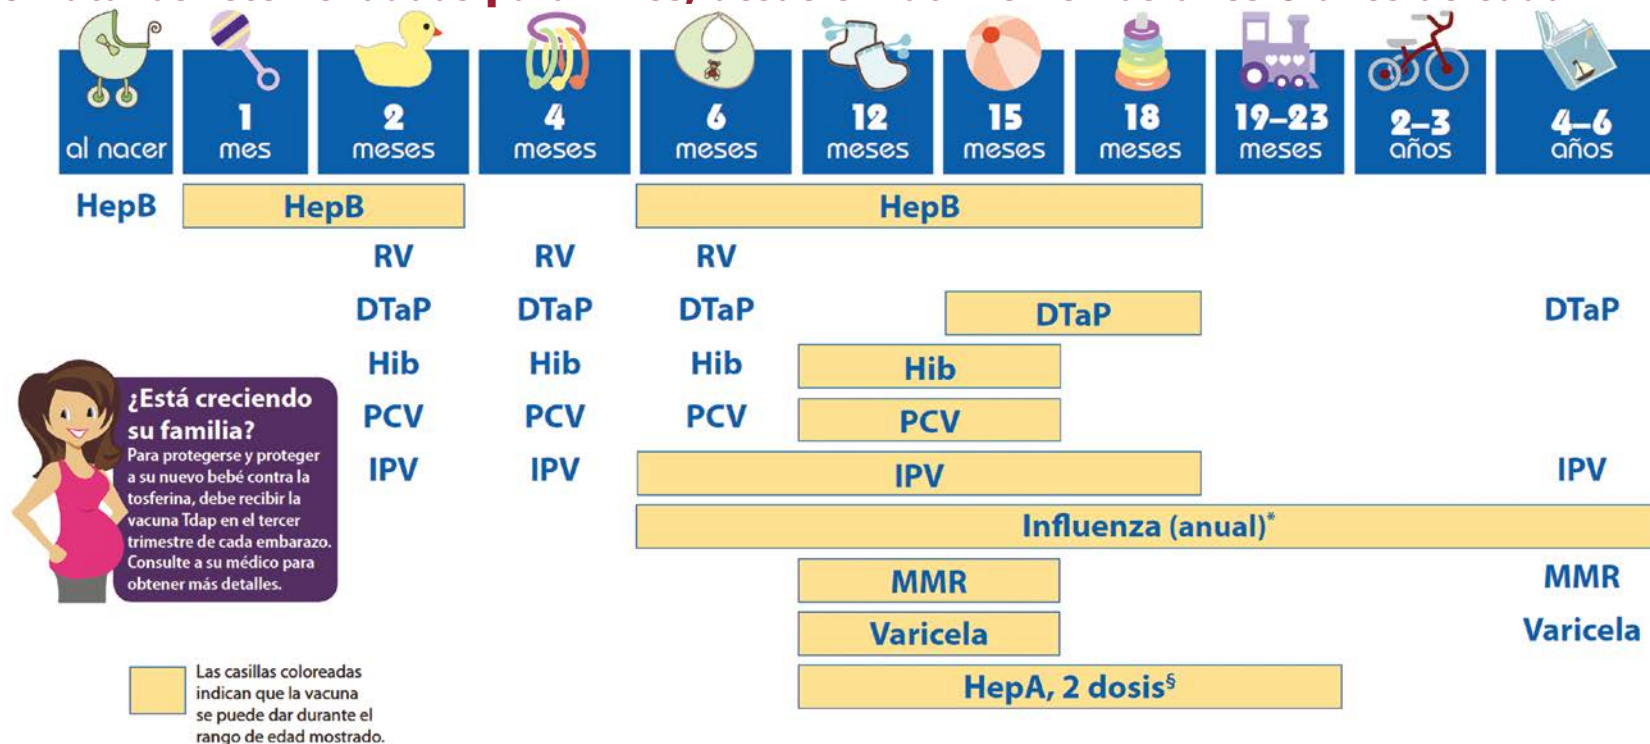 al nacer
1
mes
2
meses
4
meses
6
meses
12
meses
15
meses
18
meses
19–23
meses
2–3
años
4–6
años
HepB HepB HepB
RV RV RV
DTaP DTaP DTaP DTaP DTaP
Hib Hib Hib Hib
PCV PCV PCV PCV
IPV IPV IPV IPV
Influenza (anual)*
MMR MMR
Varicela Varicela
HepA, 2 dosis§
¿Está creciendo
su familia?
Para protegerse y proteger
a su nuevo bebé contra la
tosferina, debe recibir la
vacuna Tdap en el tercer
trimestre de cada embarazo.
Consulte a su médico para
obtener más detalles.
Las casillas coloreadas
indican que la vacuna
se puede dar durante el
rango de edad mostrado.